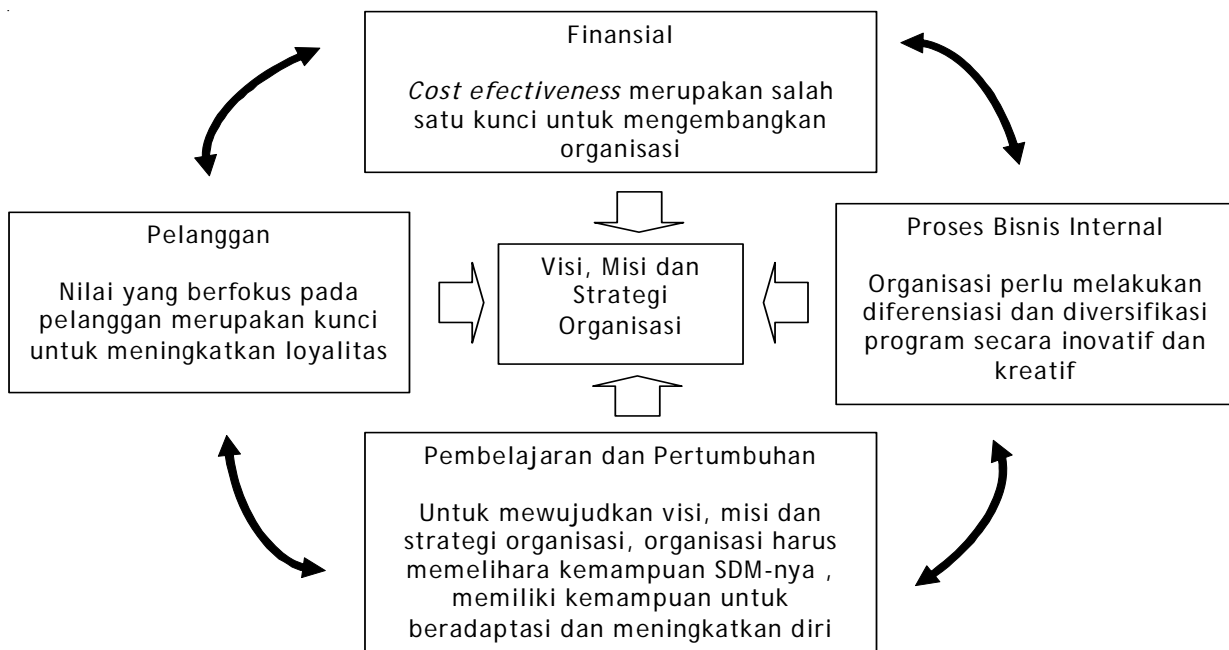 Finansial
Cost efectiveness merupakan salah
satu kunci untuk mengembangkan
organisasi
Pelanggan
Nilai yang berfokus pada
pelanggan merupakan kunci
untuk meningkatkan loyalitas
Visi, Misi dan
Strategi
Organisasi
Proses Bisnis Internal
Organisasi perlu melakukan
diferensiasi dan diversifikasi
program secara inovatif dan
kreatif
Pembelajaran dan Pertumbuhan
Untuk mewujudkan visi, misi dan
strategi organisasi, organisasi harus
memelihara kemampuan SDM-nya ,
memiliki kemampuan untuk
beradaptasi dan meningkatkan diri